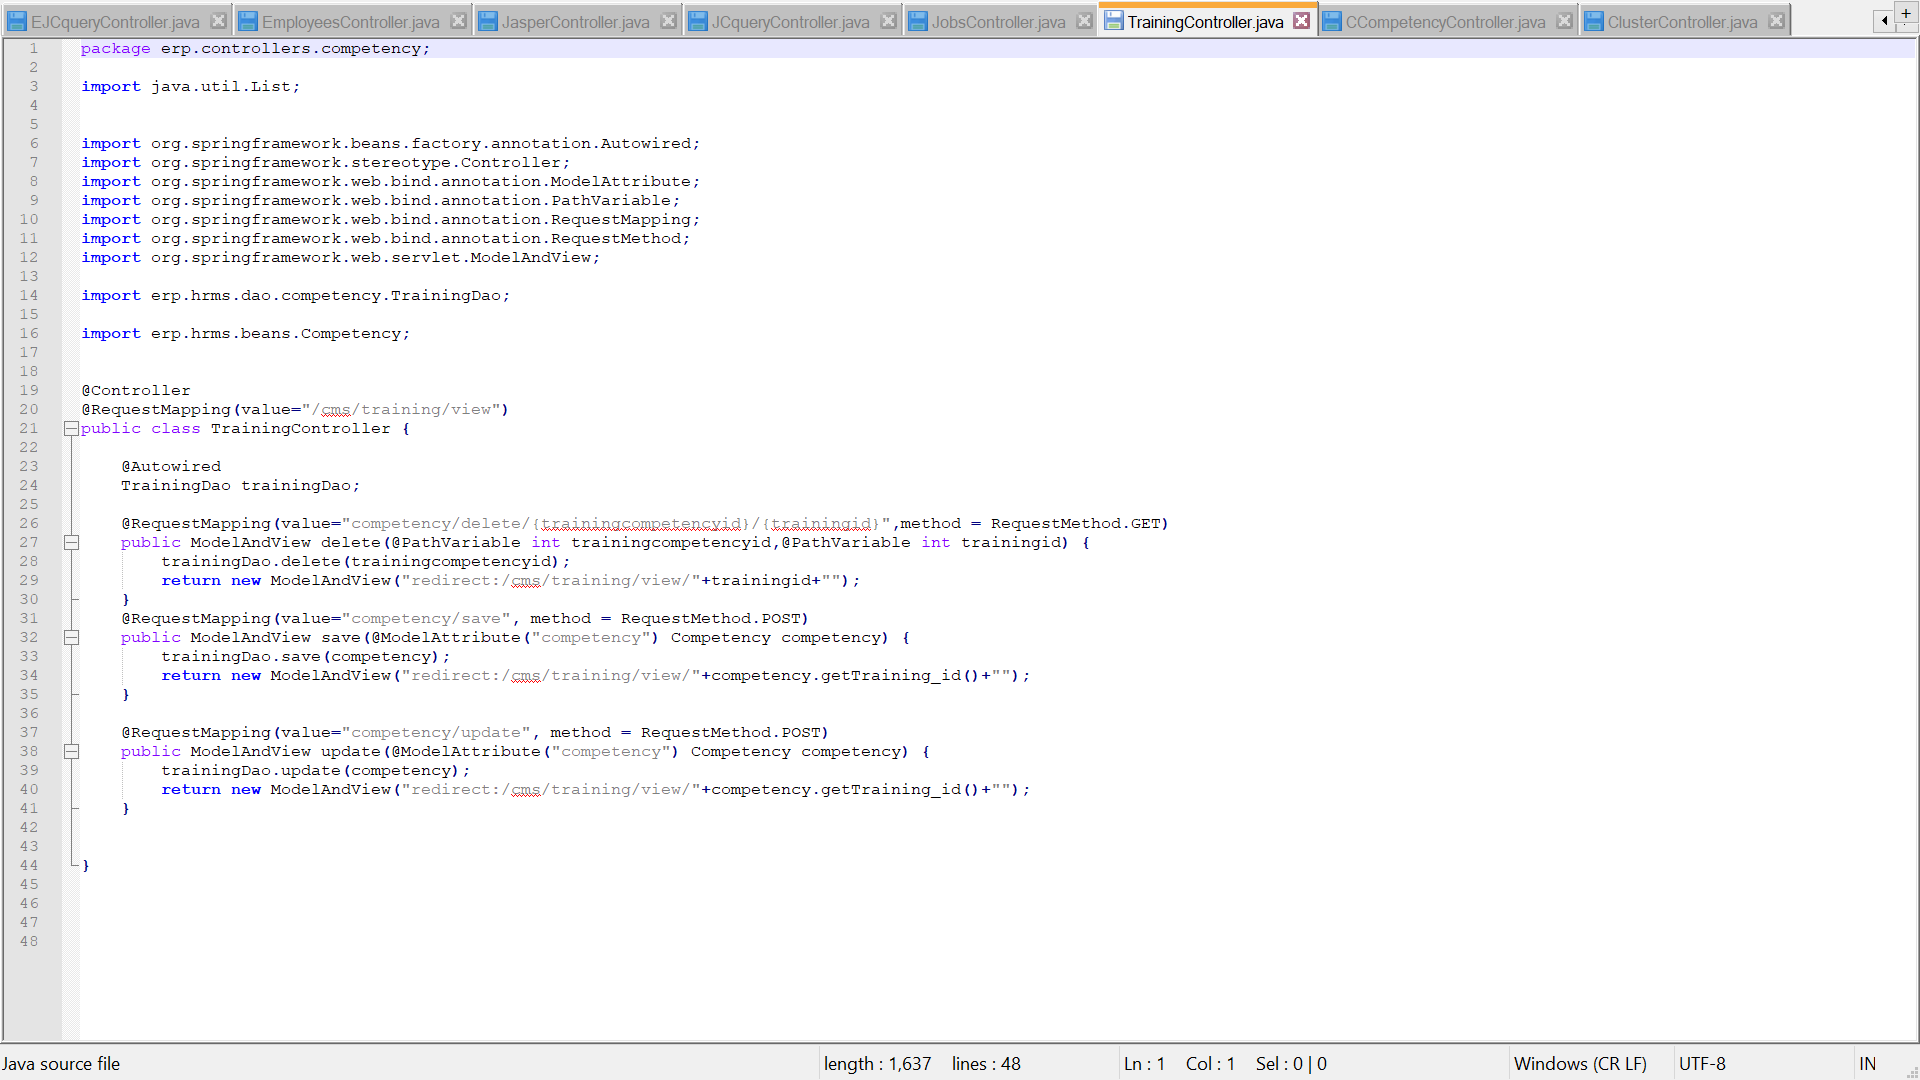 EJCqueryController.java EmployeesController.java JasperController.java JCqueryController.java JobsController.java TrainingController.java CCompetencyController.java ClusterController.java
1 package erp.controllers.competency;
2
3 import java.util.List;
4
5
6 import org.springframework.beans.factory.annotation.Autowired;
7 import org.springframework.stereotype.Controller;
8 import org.springframework.web.bind.annotation.ModelAttribute;
9 import org.springframework.web.bind.annotation.PathVariable;
10 import org.springframework.web.bind.annotation.RequestMapping;
11 import org.springframework.web.bind.annotation.RequestMethod;
12 import org.springframework.web.servlet.ModelAndView;
13
14 import erp.hrms.dao.competency.TrainingDao;
15
16 import erp.hrms.beans.Competency;
17
18
19 @Controller
20 @RequestMapping(value="/cms/training/view")
21 public class TrainingController {
22
23 @Autowired
24 TrainingDao trainingDao;
25
26 @RequestMapping(value="competency/delete/{trainingcompetencyid}/{trainingid}",method = RequestMethod.GET)
27 public ModelAndView delete(@PathVariable int trainingcompetencyid,@PathVariable int trainingid) {
28 trainingDao.delete(trainingcompetencyid);
29 return new ModelAndView("redirect:/cms/training/view/"+trainingid+"");
30 }
31 @RequestMapping(value="competency/save", method = RequestMethod.POST)
32 public ModelAndView save(@ModelAttribute("competency") Competency competency) {
33 trainingDao.save(competency);
34 return new ModelAndView("redirect:/cms/training/view/"+competency.getTraining_id()+"");
35 }
36
37 @RequestMapping(value="competency/update", method = RequestMethod.POST)
38 public ModelAndView update(@ModelAttribute("competency") Competency competency) {
39 trainingDao.update(competency);
40 return new ModelAndView("redirect:/cms/training/view/"+competency.getTraining_id()+"");
41 }
42
43
44 }
45
46
47
48
Java source file length : 1,637 lines : 48 Ln : 1 Col : 1 Sel : 0 | 0 Windows (CR LF) UTF-8 IN